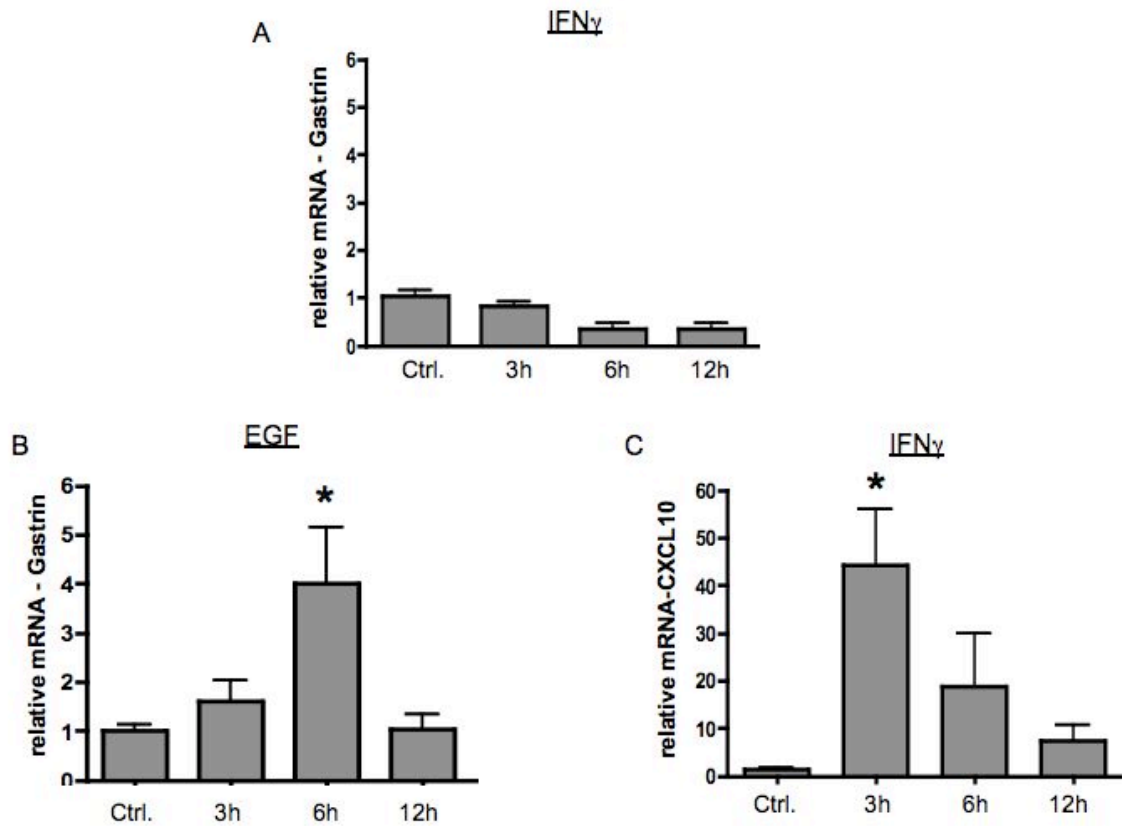 A
IFNγ
relative mRNA - Gastrin
6
5
4
3
2
1
0
Ctrl. 3h 6h 12h
B
EGF
relative mRNA - Gastrin
6
5
4
3
2
1
0
*
Ctrl. 3h 6h 12h
C
IFNγ
relative mRNA-CXCL10
60
50
40
30
20
10
0
*
Ctrl. 3h 6h 12h